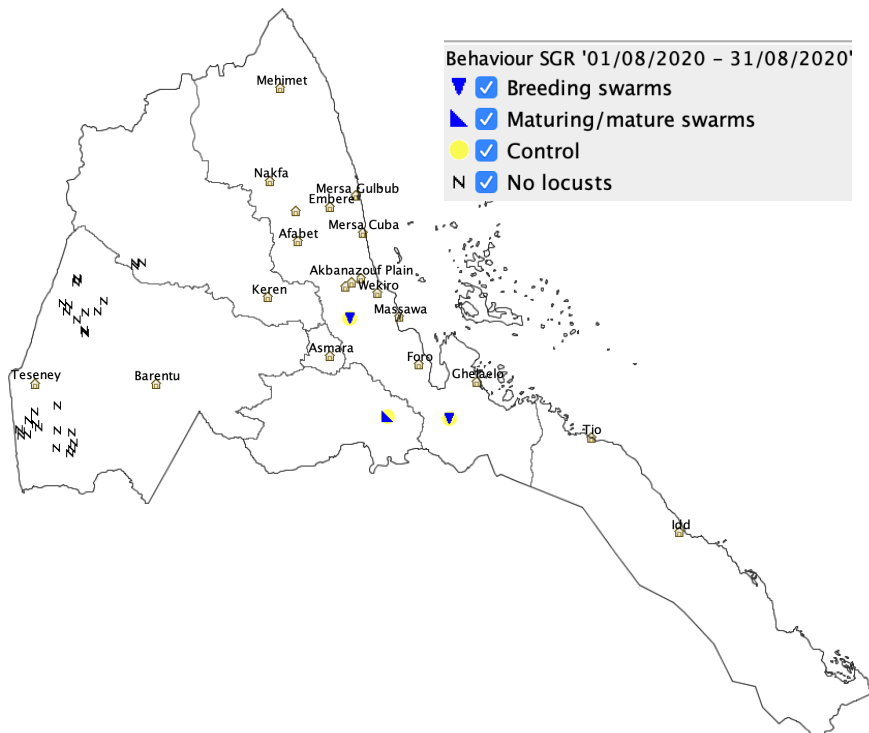 Behaviour SGR '01/08/2020 - 31/08/2020'
Breeding swarms
Maturing/mature swarms
Control
N No locusts
Mehimet
Nakfa
Mersa Gulbub
Embere
Mersa Cuba
Afabet
Akbanazouf Plain
Wekiro
Keren
Massawa
Asmara
Foro
Ghelaelo
Teseney
Barentu
Tio
Idd